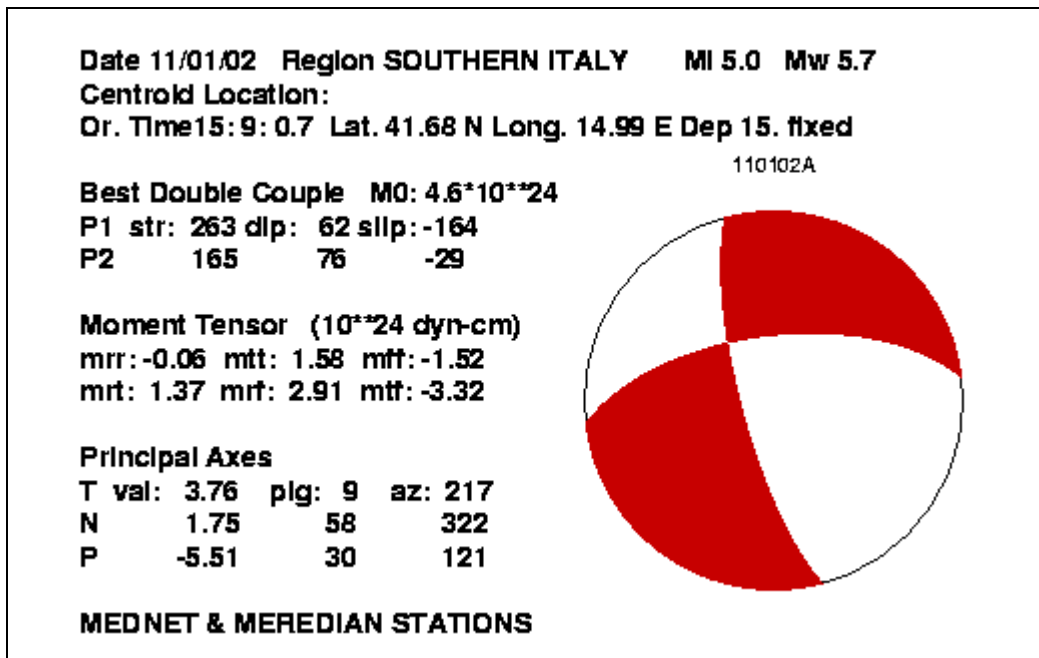 Date 11/01/02 Region SOUTHERN ITALY Ml 5.0 Mw 5.7
Centroid Location:
Or. Time15: 9: 0.7 Lat. 41.68 N Long. 14.99 E Dep 15. fixed
110102A
Best Double Couple M0: 4.6*10**24
P1 str: 263 dip: 62 slip: -164
P2 165 76 -29
Moment Tensor (10**24 dyn-cm)
mrr: -0.06 mtt: 1.58 mff: -1.52
mrt: 1.37 mrf: 2.91 mtf: -3.32
Principal Axes
T val: 3.76 plg: 9 az: 217
N 1.75 58 322
P -5.51 30 121
MEDNET & MEREDIAN STATIONS